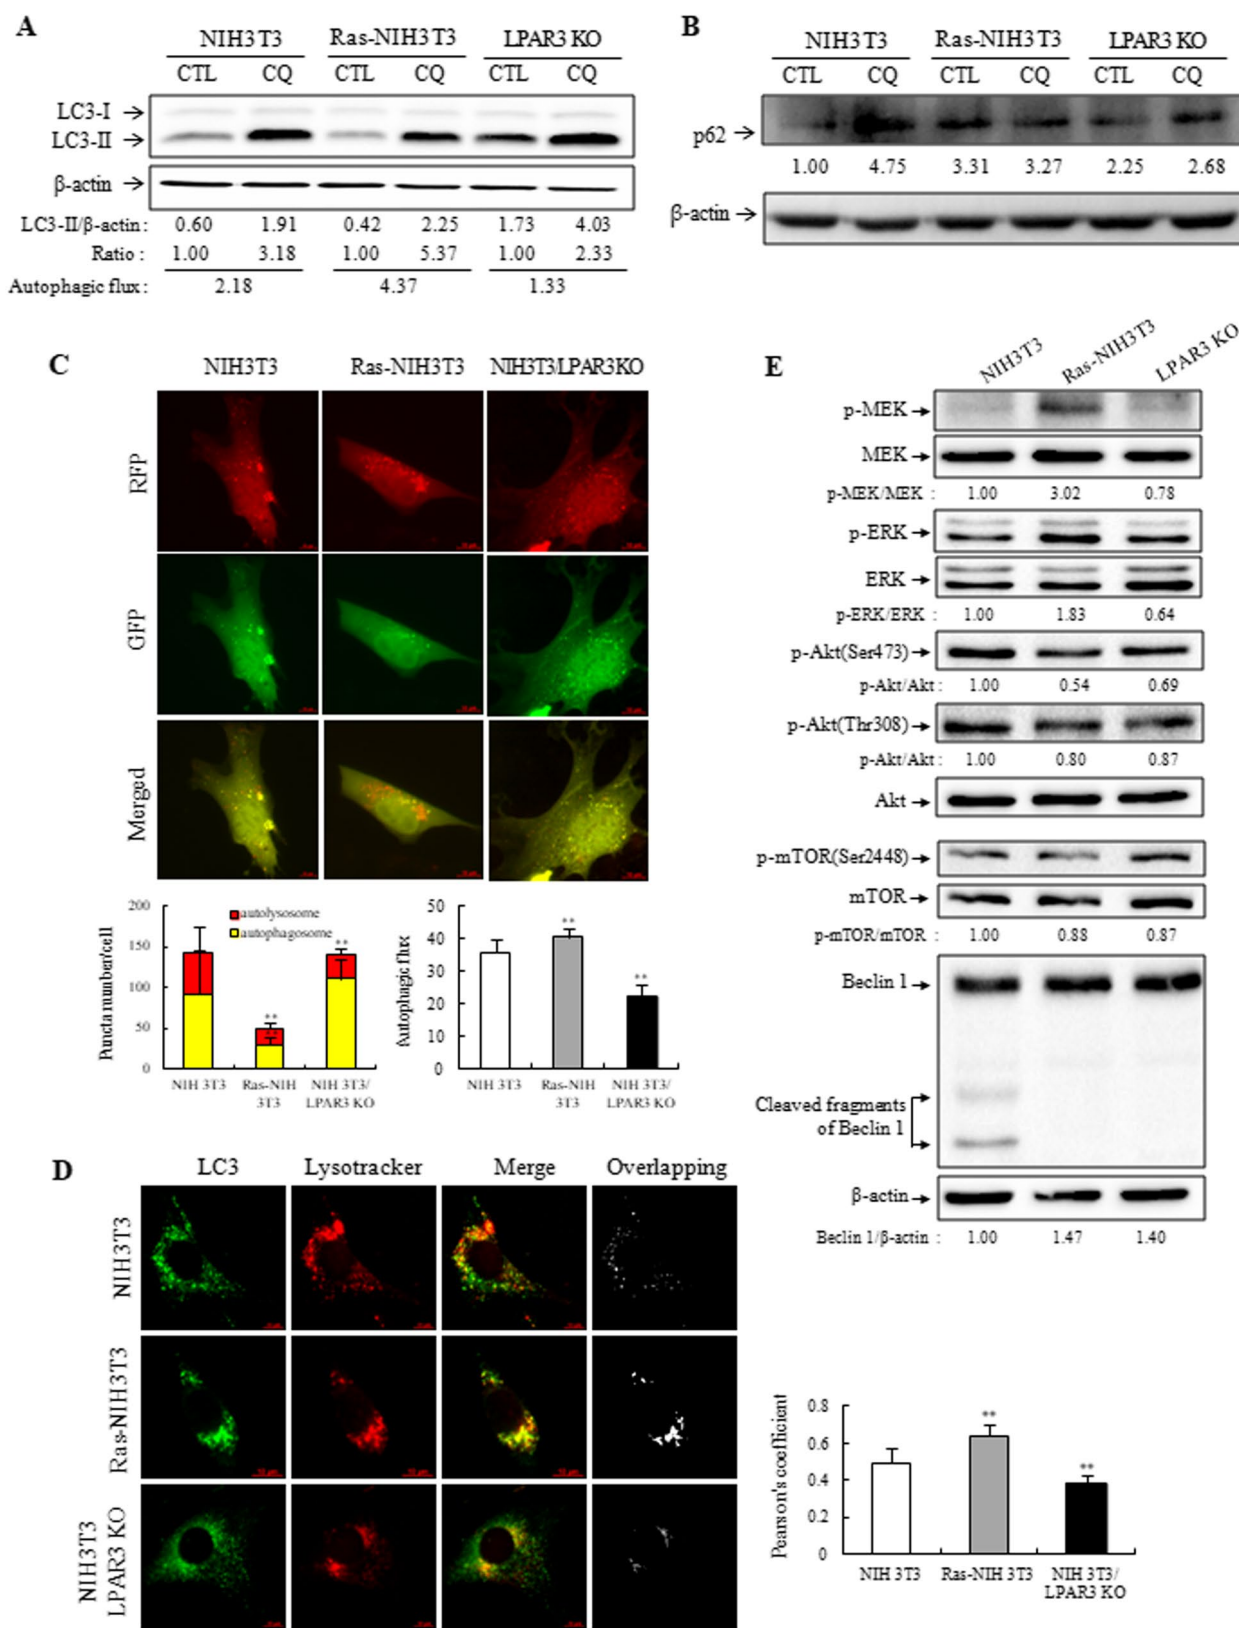 A
NIH3T3 Ras-NIH3T3 LPAR3 KO
CTL CQ CTL CQ CTL CQ
LC3-I
LC3-II
β-actin
LC3-II/β-actin: 0.60 1.91 0.42 2.25 1.73 4.03
Ratio: 1.00 3.18 1.00 5.37 1.00 2.33
Autophagic flux: 2.18 4.37 1.33
B
NIH3T3 Ras-NIH3T3 LPAR3 KO
CTL CQ CTL CQ CTL CQ
p62
1.00 4.75 3.31 3.27 2.25 2.68
β-actin
C
NIH3T3 Ras-NIH3T3 NIH3T3/LPAR3KO
RFP
GFP
Merged
Puncta number/cell
200
150
100
50
0
autolysosome
autophagosome
**
**
**
NIH 3T3 Ras-NIH 3T3 NIH 3T3/ LPAR3 KO
Autophagic flux
50
40
30
20
10
0
**
**
NIH 3T3 Ras-NIH 3T3 NIH 3T3/ LPAR3 KO
D
LC3 Lysotracker Merge Overlapping
NIH3T3
Ras-NIH3T3
NIH3T3
LPAR3 KO
Pearson's coefficient
0.8
0.6
0.4
0.2
0
**
**
NIH 3T3 Ras-NIH 3T3 NIH 3T3/
LPAR3 KO
E
NIH3T3 Ras-NIH3T3 LPAR3 KO
p-MEK
MEK
p-MEK/MEK : 1.00 3.02 0.78
p-ERK
ERK
p-ERK/ERK : 1.00 1.83 0.64
p-Akt(Ser473)
p-Akt/Akt : 1.00 0.54 0.69
p-Akt(Thr308)
p-Akt/Akt : 1.00 0.80 0.87
Akt
p-mTOR(Ser2448)
mTOR
p-mTOR/mTOR : 1.00 0.88 0.87
Beclin 1
Cleaved fragments
of Beclin 1
β-actin
Beclin 1/β-actin : 1.00 1.47 1.40